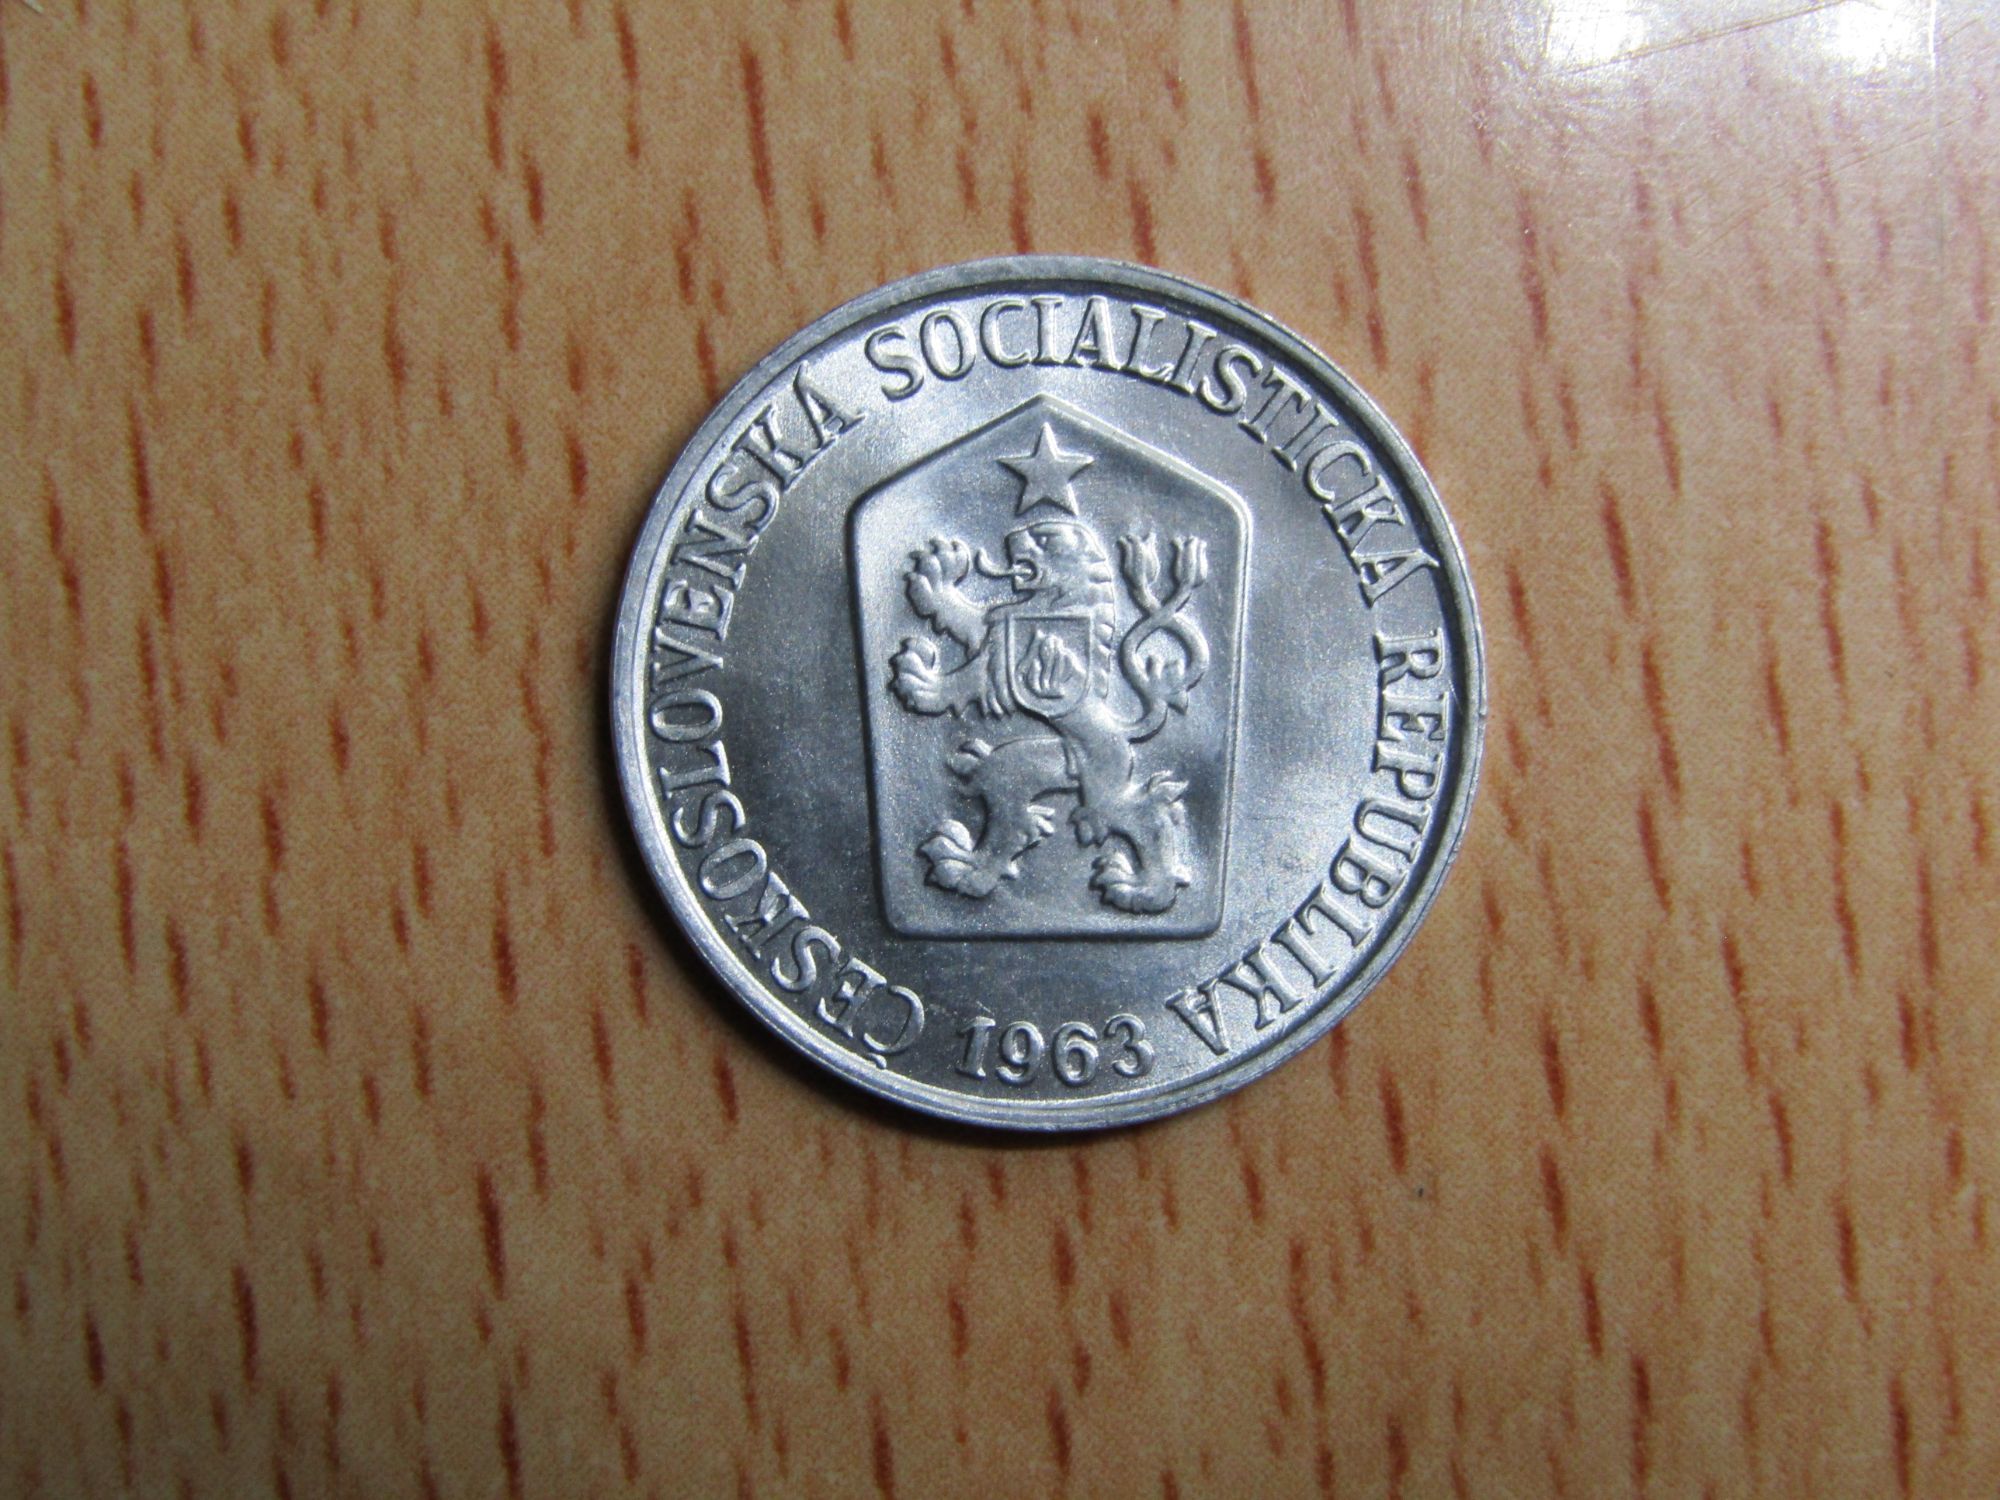 ČESKOSLOVENSKÁ SOCIALISTICKÁ REPUBLIKA
1963